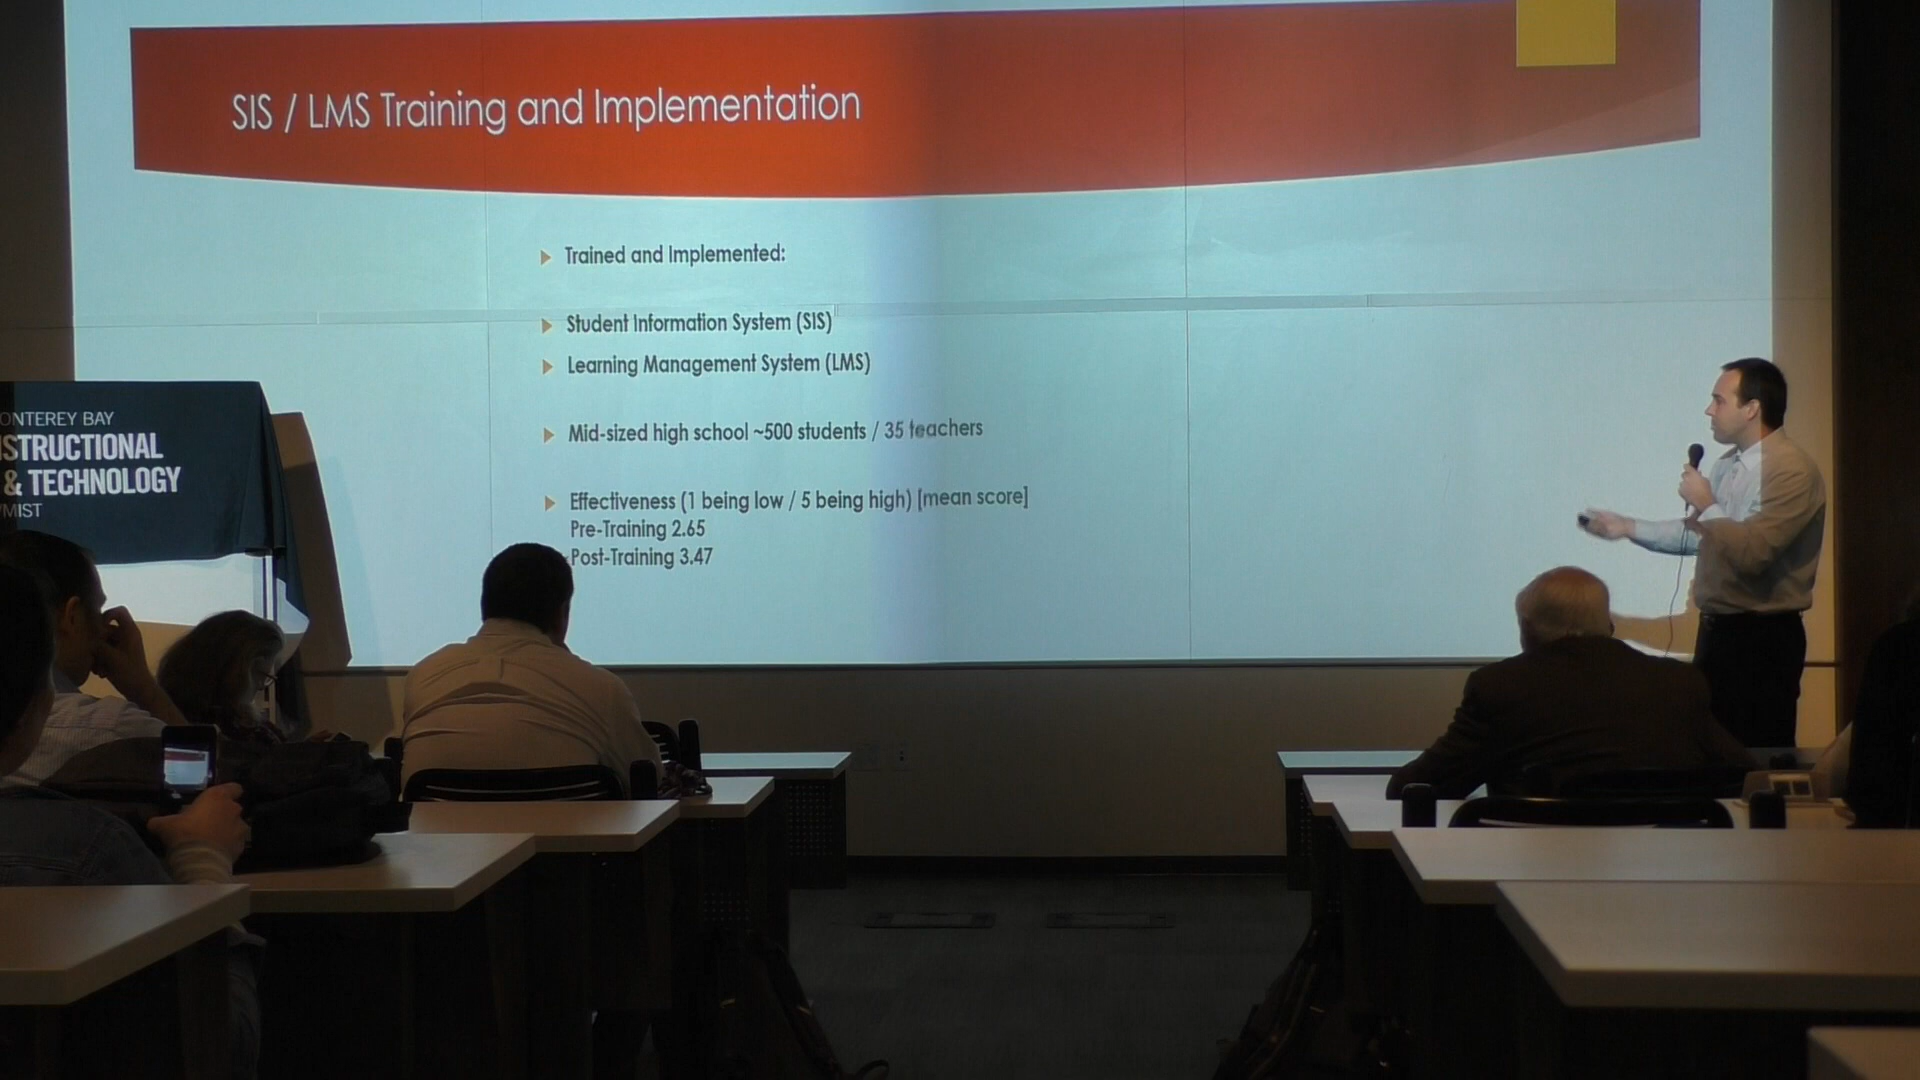 SIS / LMS Training and Implementation
Trained and Implemented:
Student Information System (SIS)
Learning Management System (LMS)
Mid-sized high school ~500 students / 35 teachers
Effectiveness (1 being low / 5 being high) [mean score]
Pre-Training 2.65
Post-Training 3.47
ONTEREY BAY
STRUCTIONAL
& TECHNOLOGY
/MIST